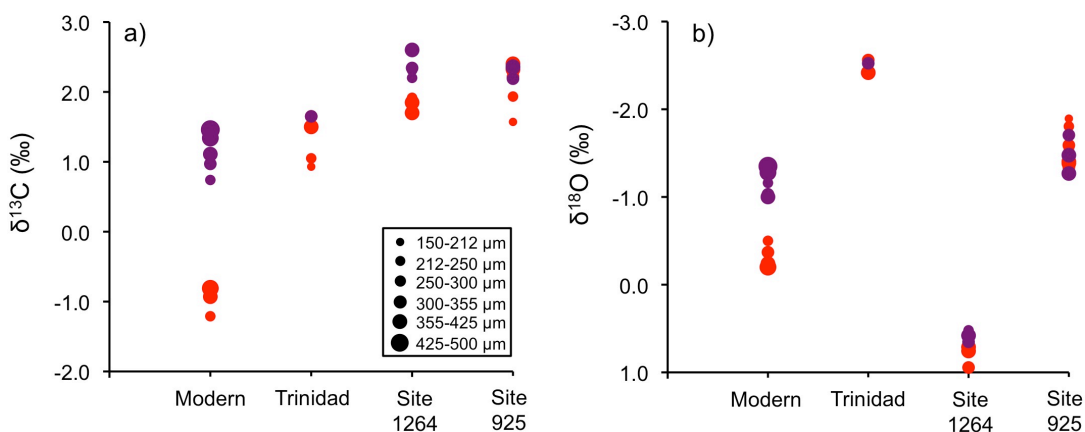 a)
3.0
2.0
1.0
0.0
-1.0
-2.0
δ13C (‰)
150-212 μm
212-250 μm
250-300 μm
300-355 μm
355-425 μm
425-500 μm
Modern Trinidad Site 1264 Site 925
b)
-3.0
-2.0
-1.0
0.0
1.0
δ18O (‰)
Modern Trinidad Site 1264 Site 925